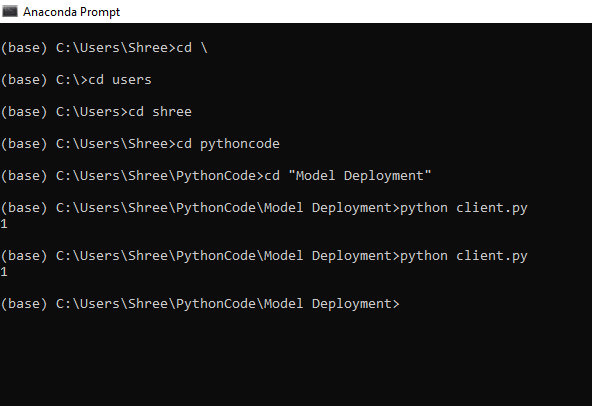 Anaconda Prompt
(base) C:\Users\Shree>cd \
(base) C:\>cd users
(base) C:\Users>cd shree
(base) C:\Users\Shree>cd pythoncode
(base) C:\Users\Shree\PythonCode>cd "Model Deployment"
(base) C:\Users\Shree\PythonCode\Model Deployment>python client.py
1
(base) C:\Users\Shree\PythonCode\Model Deployment>python client.py
1
(base) C:\Users\Shree\PythonCode\Model Deployment>